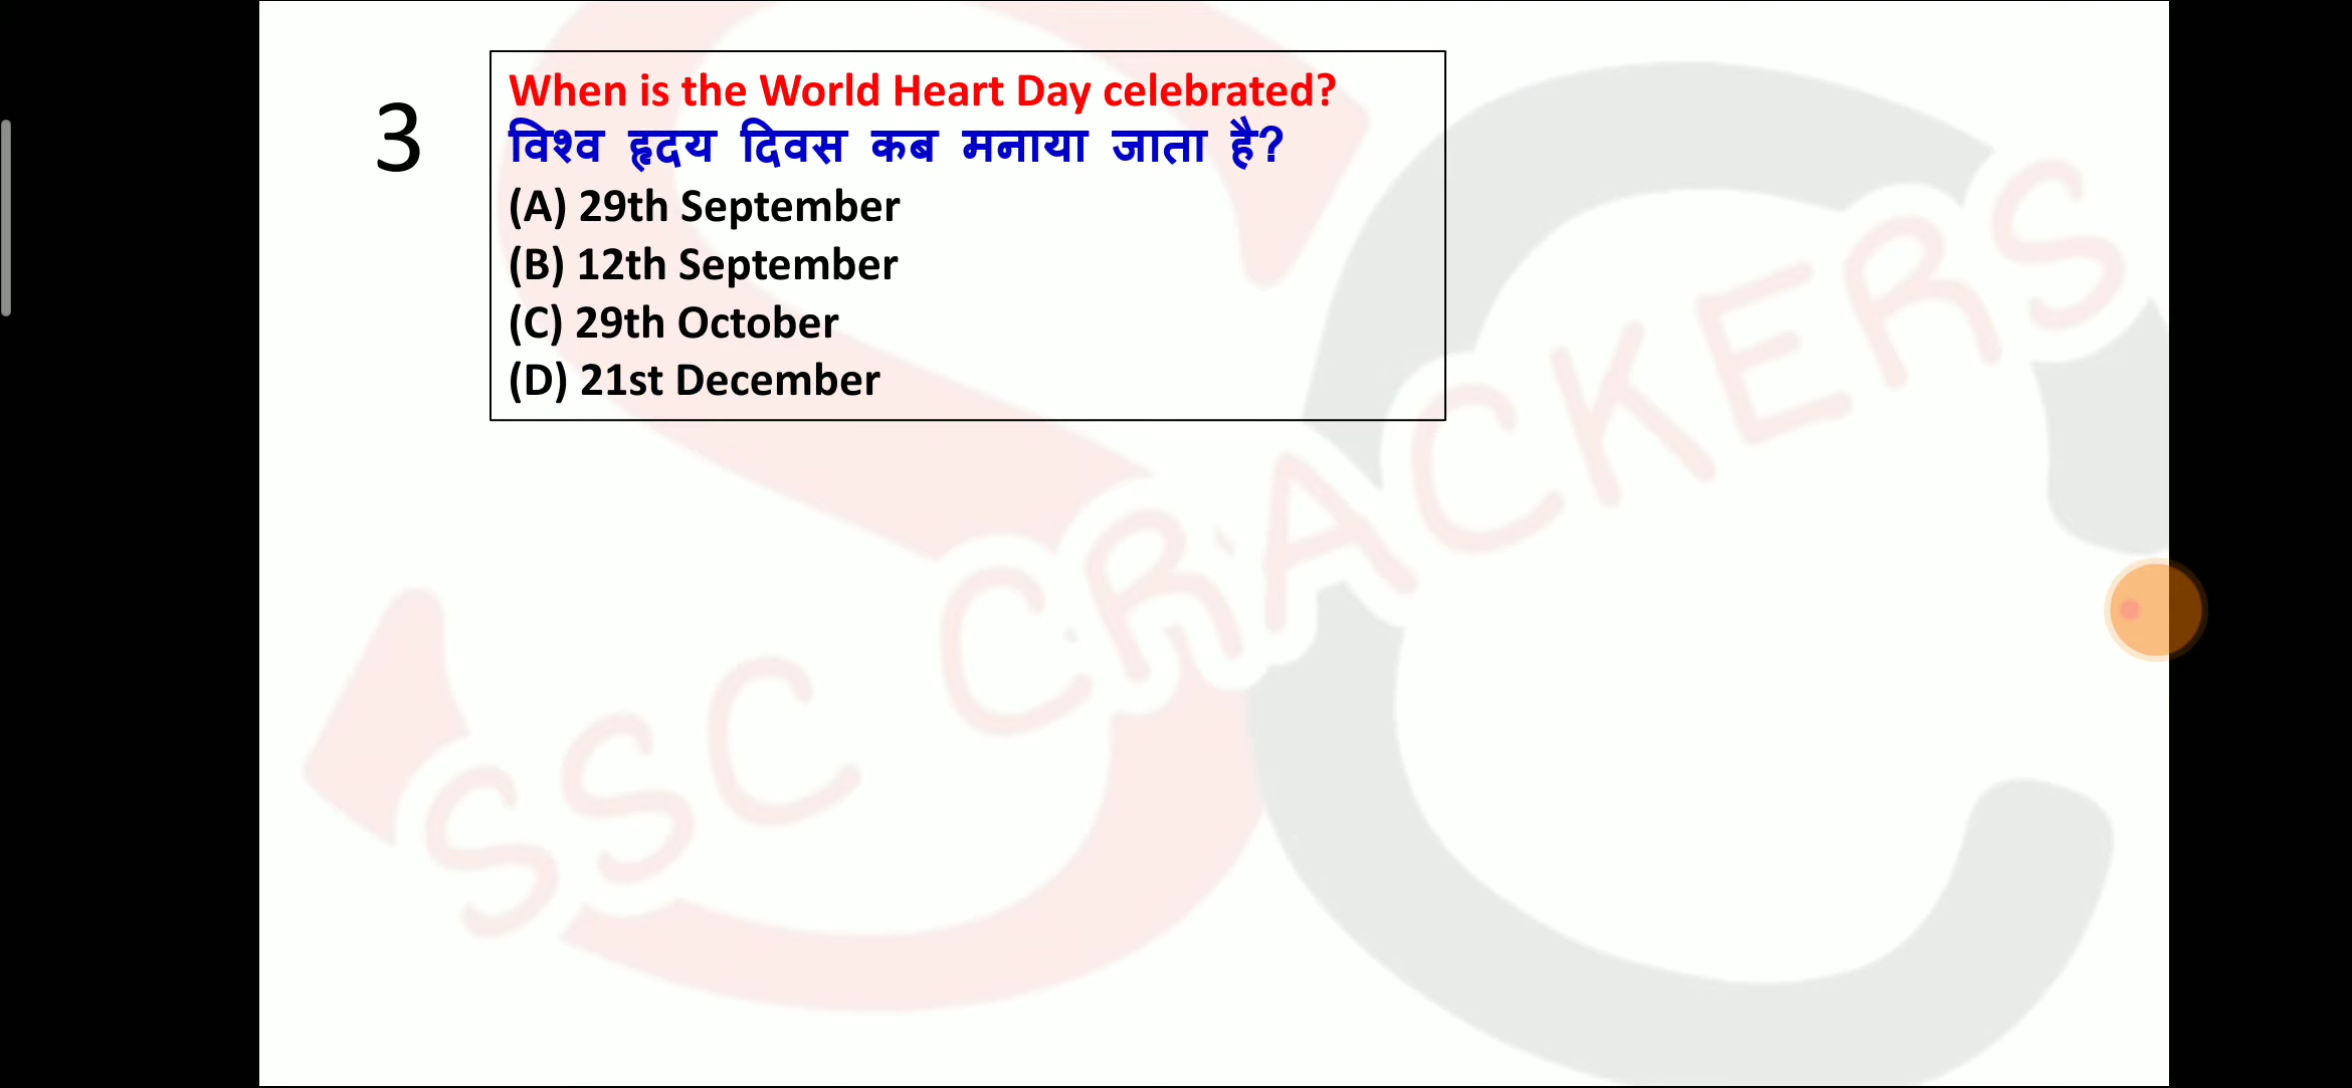 3
When is the World Heart Day celebrated?
विश्व हृदय दिवस कब मनाया जाता है?
(A) 29th September
(B) 12th September
(C) 29th October
(D) 21st December
SSC CRACKERS